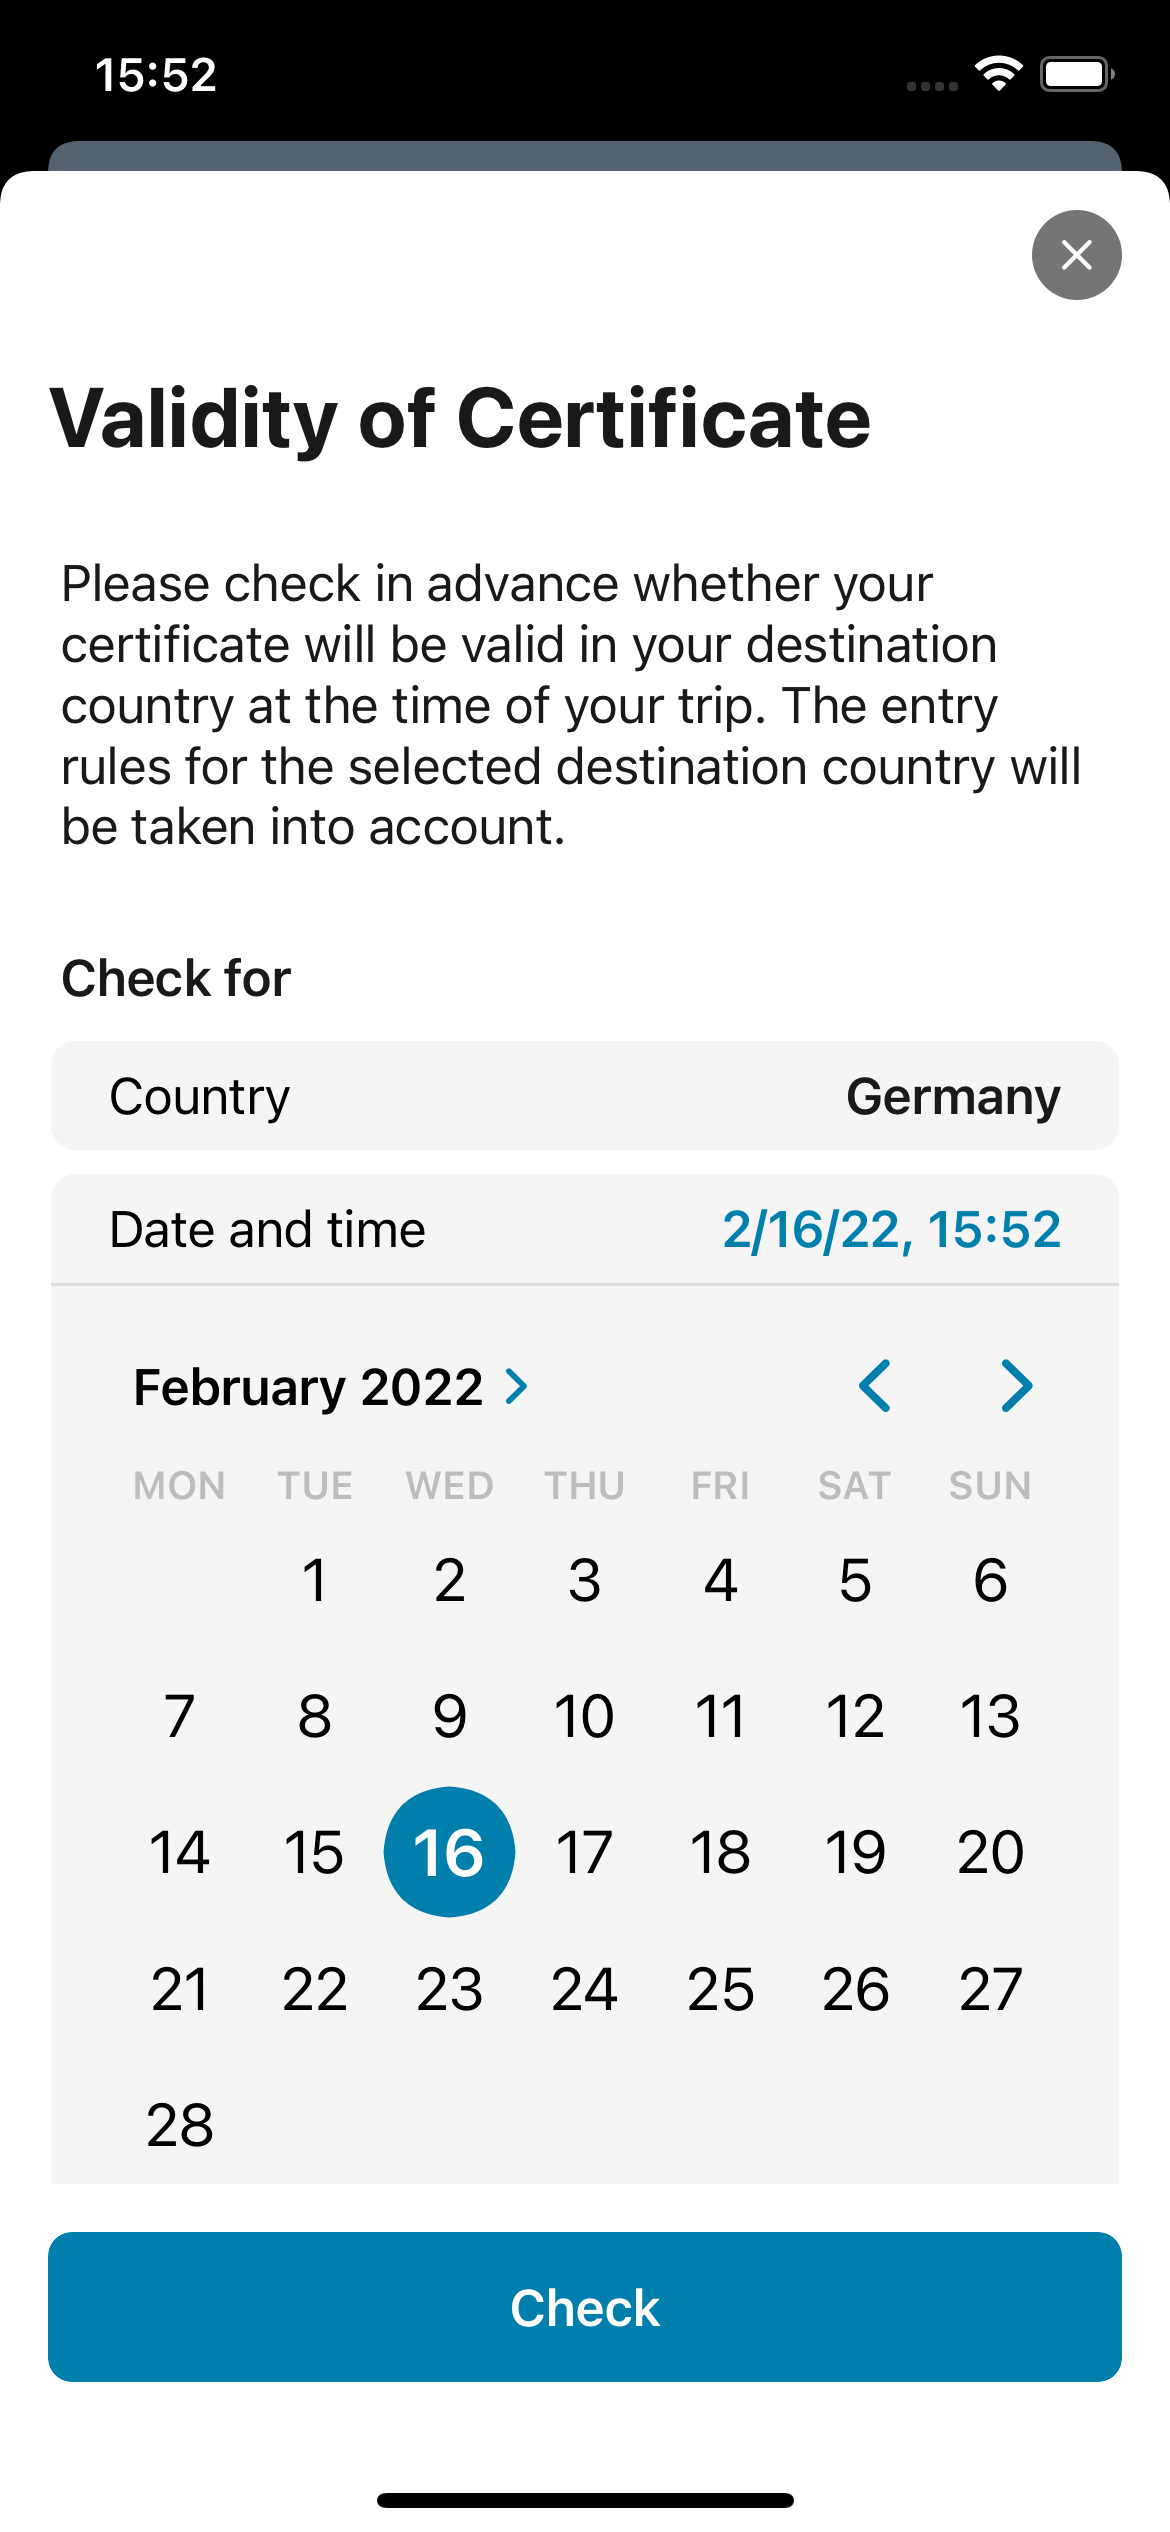 15:52
Validity of Certificate
Please check in advance whether your
certificate will be valid in your destination
country at the time of your trip. The entry
rules for the selected destination country will
be taken into account.
Check for
Country Germany
Date and time 2/16/22, 15:52
February 2022
MON TUE WED THU FRI SAT SUN
1 2 3 4 5 6
7 8 9 10 11 12 13
14 15 16 17 18 19 20
21 22 23 24 25 26 27
28
Check